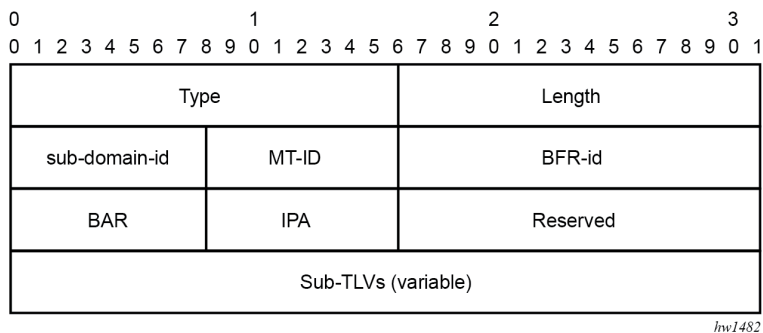 0 1 2 3
0 1 2 3 4 5 6 7 8 9 0 1 2 3 4 5 6 7 8 9 0 1 2 3 4 5 6 7 8 9 0 1
Type Length
sub-domain-id MT-ID BFR-id
BAR IPA Reserved
Sub-TLVs (variable)
hw1482